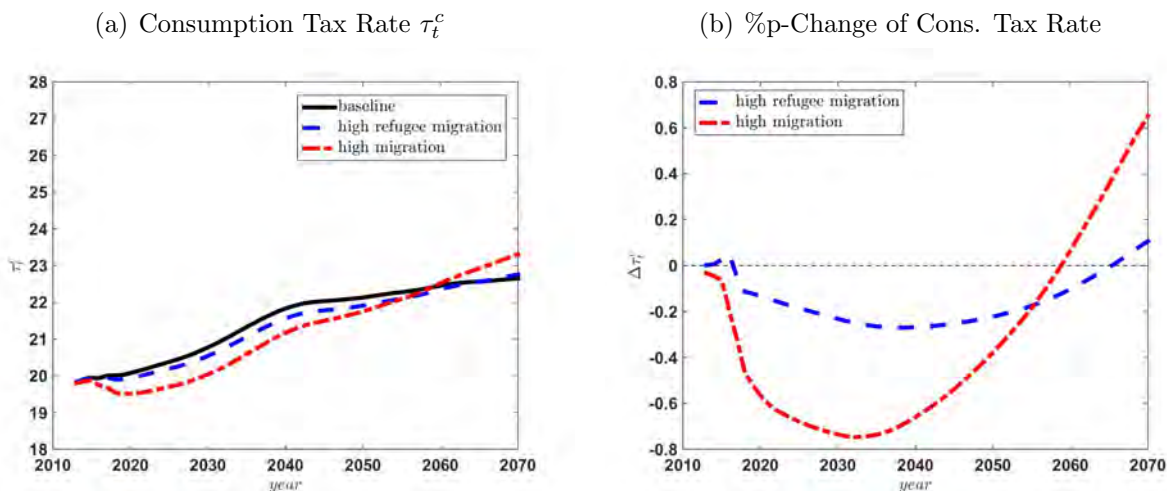 (a) Consumption Tax Rate τ_t^c
(b) %p-Change of Cons. Tax Rate
28
27
26
25
24
23
22
21
20
19
18
τ_t^c
baseline
high refugee migration
high migration
2010 2020 2030 2040 2050 2060 2070
year
0.8
0.6
0.4
0.2
0
-0.2
-0.4
-0.6
-0.8
high refugee migration
high migration
2010 2020 2030 2040 2050 2060 2070
year